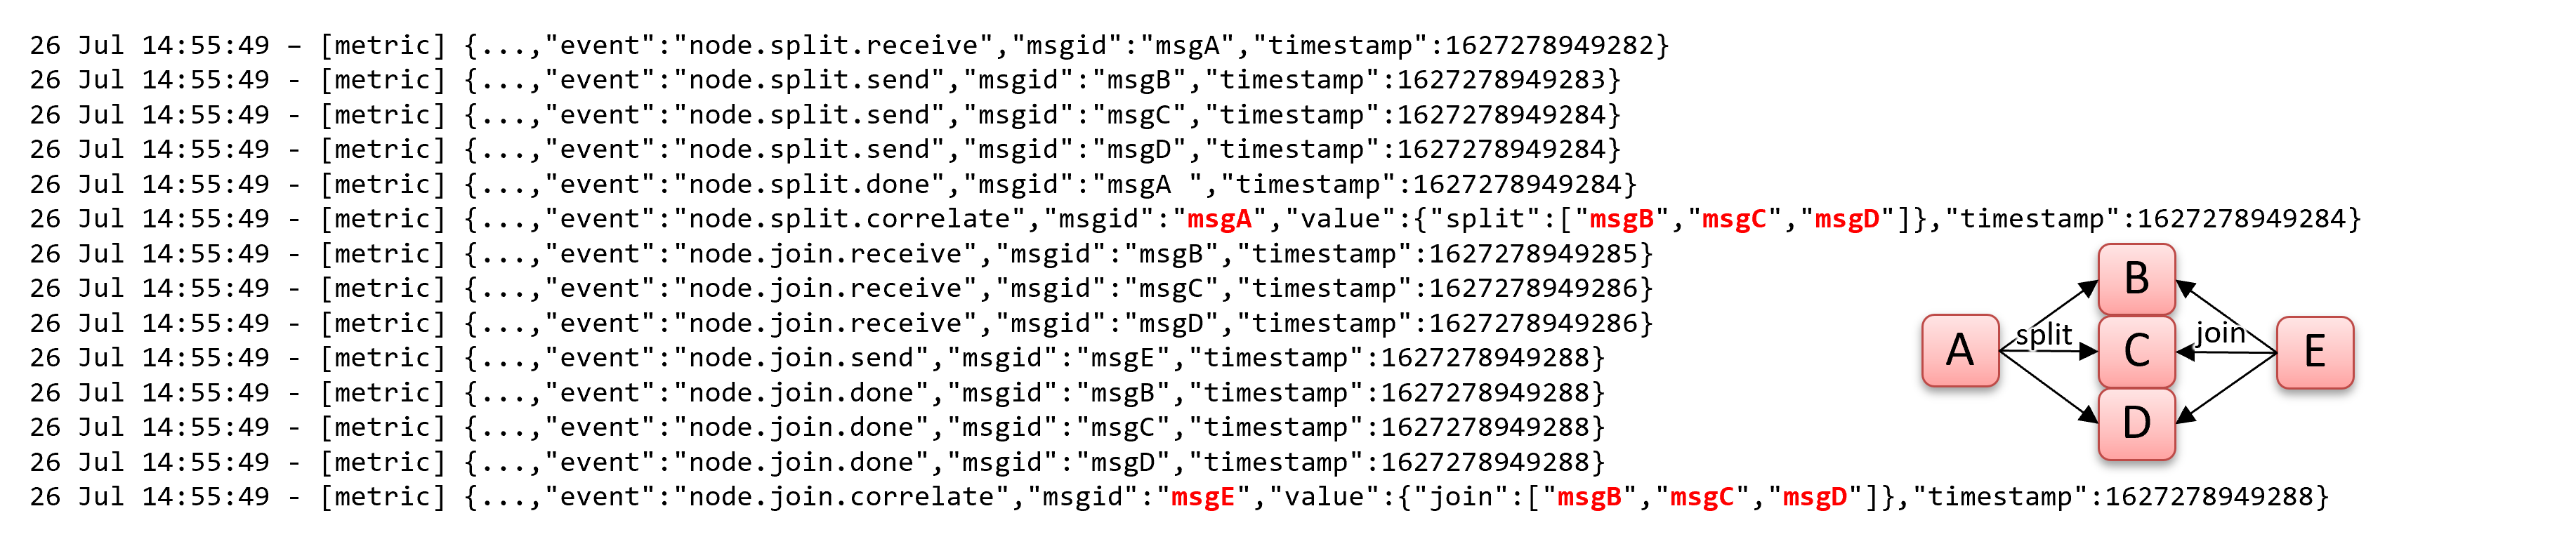 26 Jul 14:55:49 – [metric] {...,"event":"node.split.receive","msgid":"msgA","timestamp":1627278949282}
26 Jul 14:55:49 - [metric] {...,"event":"node.split.send","msgid":"msgB","timestamp":1627278949283}
26 Jul 14:55:49 - [metric] {...,"event":"node.split.send","msgid":"msgC","timestamp":1627278949284}
26 Jul 14:55:49 - [metric] {...,"event":"node.split.send","msgid":"msgD","timestamp":1627278949284}
26 Jul 14:55:49 - [metric] {...,"event":"node.split.done","msgid":"msgA ","timestamp":1627278949284}
26 Jul 14:55:49 - [metric] {...,"event":"node.split.correlate","msgid":"msgA","value":{"split":["msgB","msgC","msgD"]},"timestamp":1627278949284}
26 Jul 14:55:49 - [metric] {...,"event":"node.join.receive","msgid":"msgB","timestamp":1627278949285}
26 Jul 14:55:49 - [metric] {...,"event":"node.join.receive","msgid":"msgC","timestamp":1627278949286}
26 Jul 14:55:49 - [metric] {...,"event":"node.join.receive","msgid":"msgD","timestamp":1627278949286}
26 Jul 14:55:49 - [metric] {...,"event":"node.join.send","msgid":"msgE","timestamp":1627278949288}
26 Jul 14:55:49 - [metric] {...,"event":"node.join.done","msgid":"msgB","timestamp":1627278949288}
26 Jul 14:55:49 - [metric] {...,"event":"node.join.done","msgid":"msgC","timestamp":1627278949288}
26 Jul 14:55:49 - [metric] {...,"event":"node.join.done","msgid":"msgD","timestamp":1627278949288}
26 Jul 14:55:49 - [metric] {...,"event":"node.join.correlate","msgid":"msgE","value":{"join":["msgB","msgC","msgD"]},"timestamp":1627278949288}
B
A split C join E
D